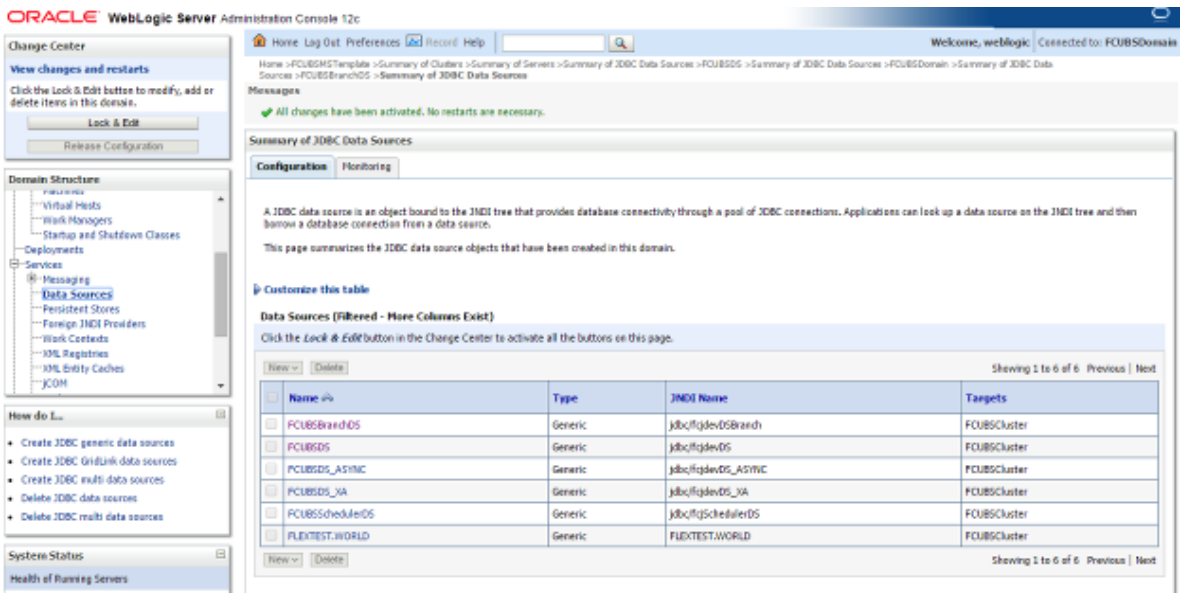 ORACLE WebLogic Server Administration Console 12c
Change Center
View changes and restarts
Click the Lock & Edit button to modify, add or
delete items in this domain.
Lock & Edit
Release Configuration
Domain Structure
Machines
Virtual Hosts
Work Managers
Startup and Shutdown Classes
Deployments
Services
Messaging
Data Sources
Persistent Stores
Foreign JNDI Providers
Work Contexts
XML Registries
XML Entity Caches
jCOM
How do I...
Create JDBC generic data sources
Create JDBC GridLink data sources
Create JDBC multi data sources
Delete JDBC data sources
Delete JDBC multi data sources
System Status
Health of Running Servers
Home Log Out Preferences Record Help
Welcome, weblogic Connected to: FCUBSDomain
Home >FCUBSMSTemplate >Summary of Clusters >Summary of Servers >Summary of JDBC Data Sources >FCUBSDS >Summary of JDBC Data Sources >FCUBSDomain >Summary of JDBC Data
Sources >FCUBSBranchDS >Summary of JDBC Data Sources
Messages
All changes have been activated. No restarts are necessary.
Summary of JDBC Data Sources
Configuration Monitoring
A JDBC data source is an object bound to the JNDI tree that provides database connectivity through a pool of JDBC connections. Applications can look up a data source on the JNDI tree and then
borrow a database connection from a data source.
This page summarizes the JDBC data source objects that have been created in this domain.
Customize this table
Data Sources (Filtered - More Columns Exist)
Click the Lock & Edit button in the Change Center to activate all the buttons on this page.
New Delete Showing 1 to 6 of 6 Previous | Next
Name Type JNDI Name Targets
FCUBSBranchDS Generic jdbc/fcjdevDSBranch FCUBSCluster
FCUBSDS Generic jdbc/fcjdevDS FCUBSCluster
FCUBSDS_ASYNC Generic jdbc/fcjdevDS_ASYNC FCUBSCluster
FCUBSDS_XA Generic jdbc/fcjdevDS_XA FCUBSCluster
FCUBSSchedulerDS Generic jdbc/fcjSchedulerDS FCUBSCluster
FLEXTEST.WORLD Generic FLEXTEST.WORLD FCUBSCluster
New Delete Showing 1 to 6 of 6 Previous | Next